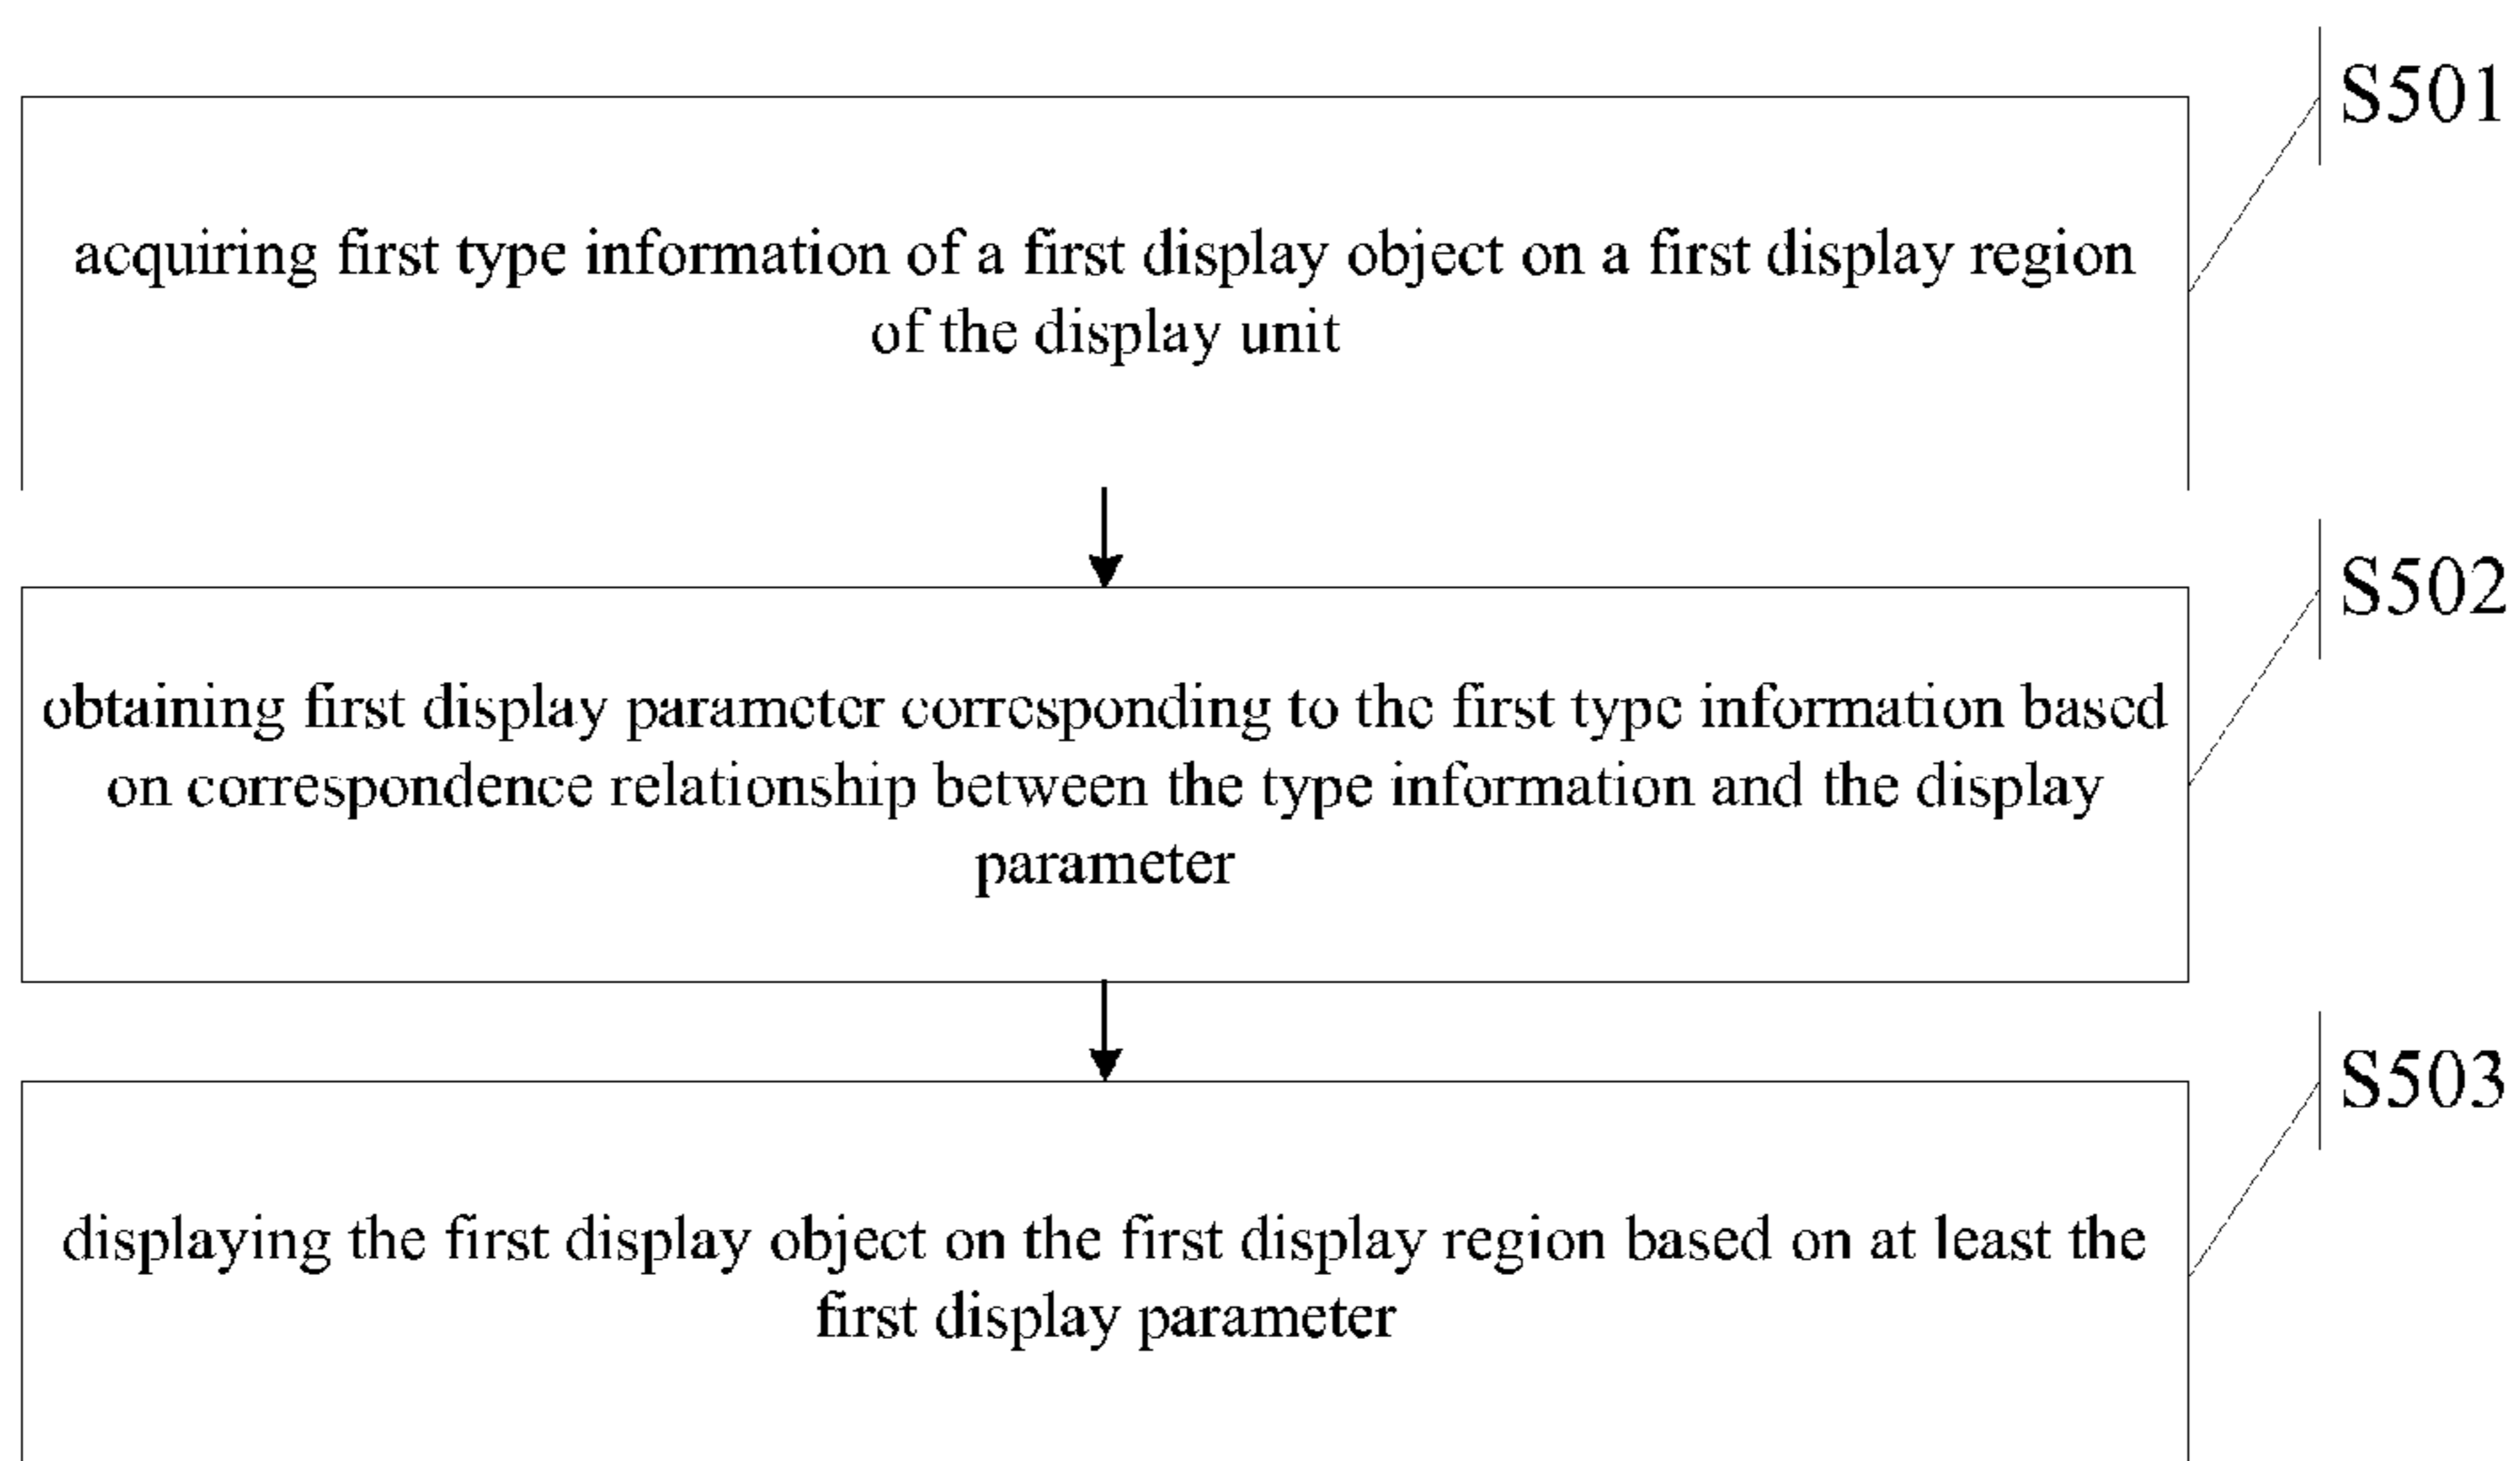 S501
acquiring first type information of a first display object on a first display region
of the display unit
S502
obtaining first display parameter corresponding to the first type information based
on correspondence relationship between the type information and the display
parameter
S503
displaying the first display object on the first display region based on at least the
first display parameter